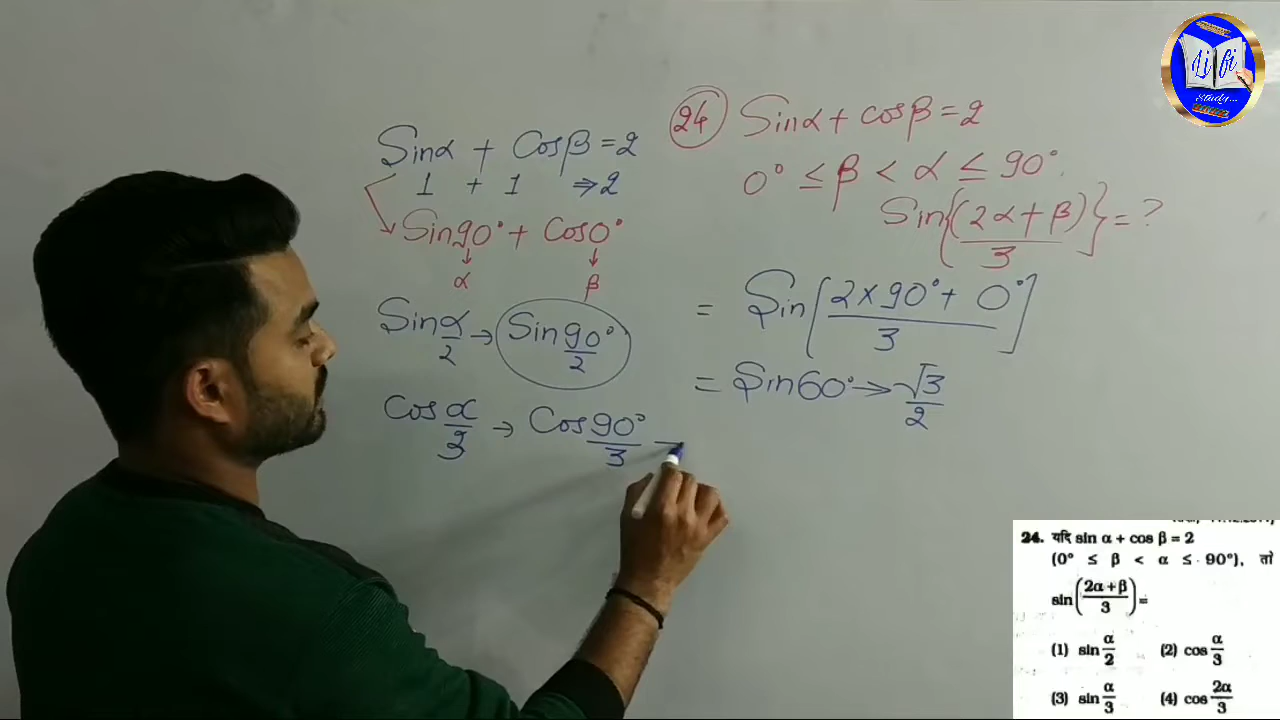 Sinα + Cosβ = 2
1 + 1 ⇒ 2
Sin90° + Cos0°
↓ ↓
α β
Sin α/2 → Sin 90°/2
Cos α/3 → Cos 90°/3 →
24 Sinα + cosβ = 2
0° ≤ β < α ≤ 90°.
Sin{(2α + β)/3} = ?
= Sin[(2×90° + 0°)/3]
= Sin60° → √3/2
difi
study...
24. यदि sin α + cos β = 2
(0° ≤ β < α ≤ 90°), तो
sin((2α + β)/3) =
(1) sin α/2 (2) cos α/3
(3) sin α/3 (4) cos 2α/3